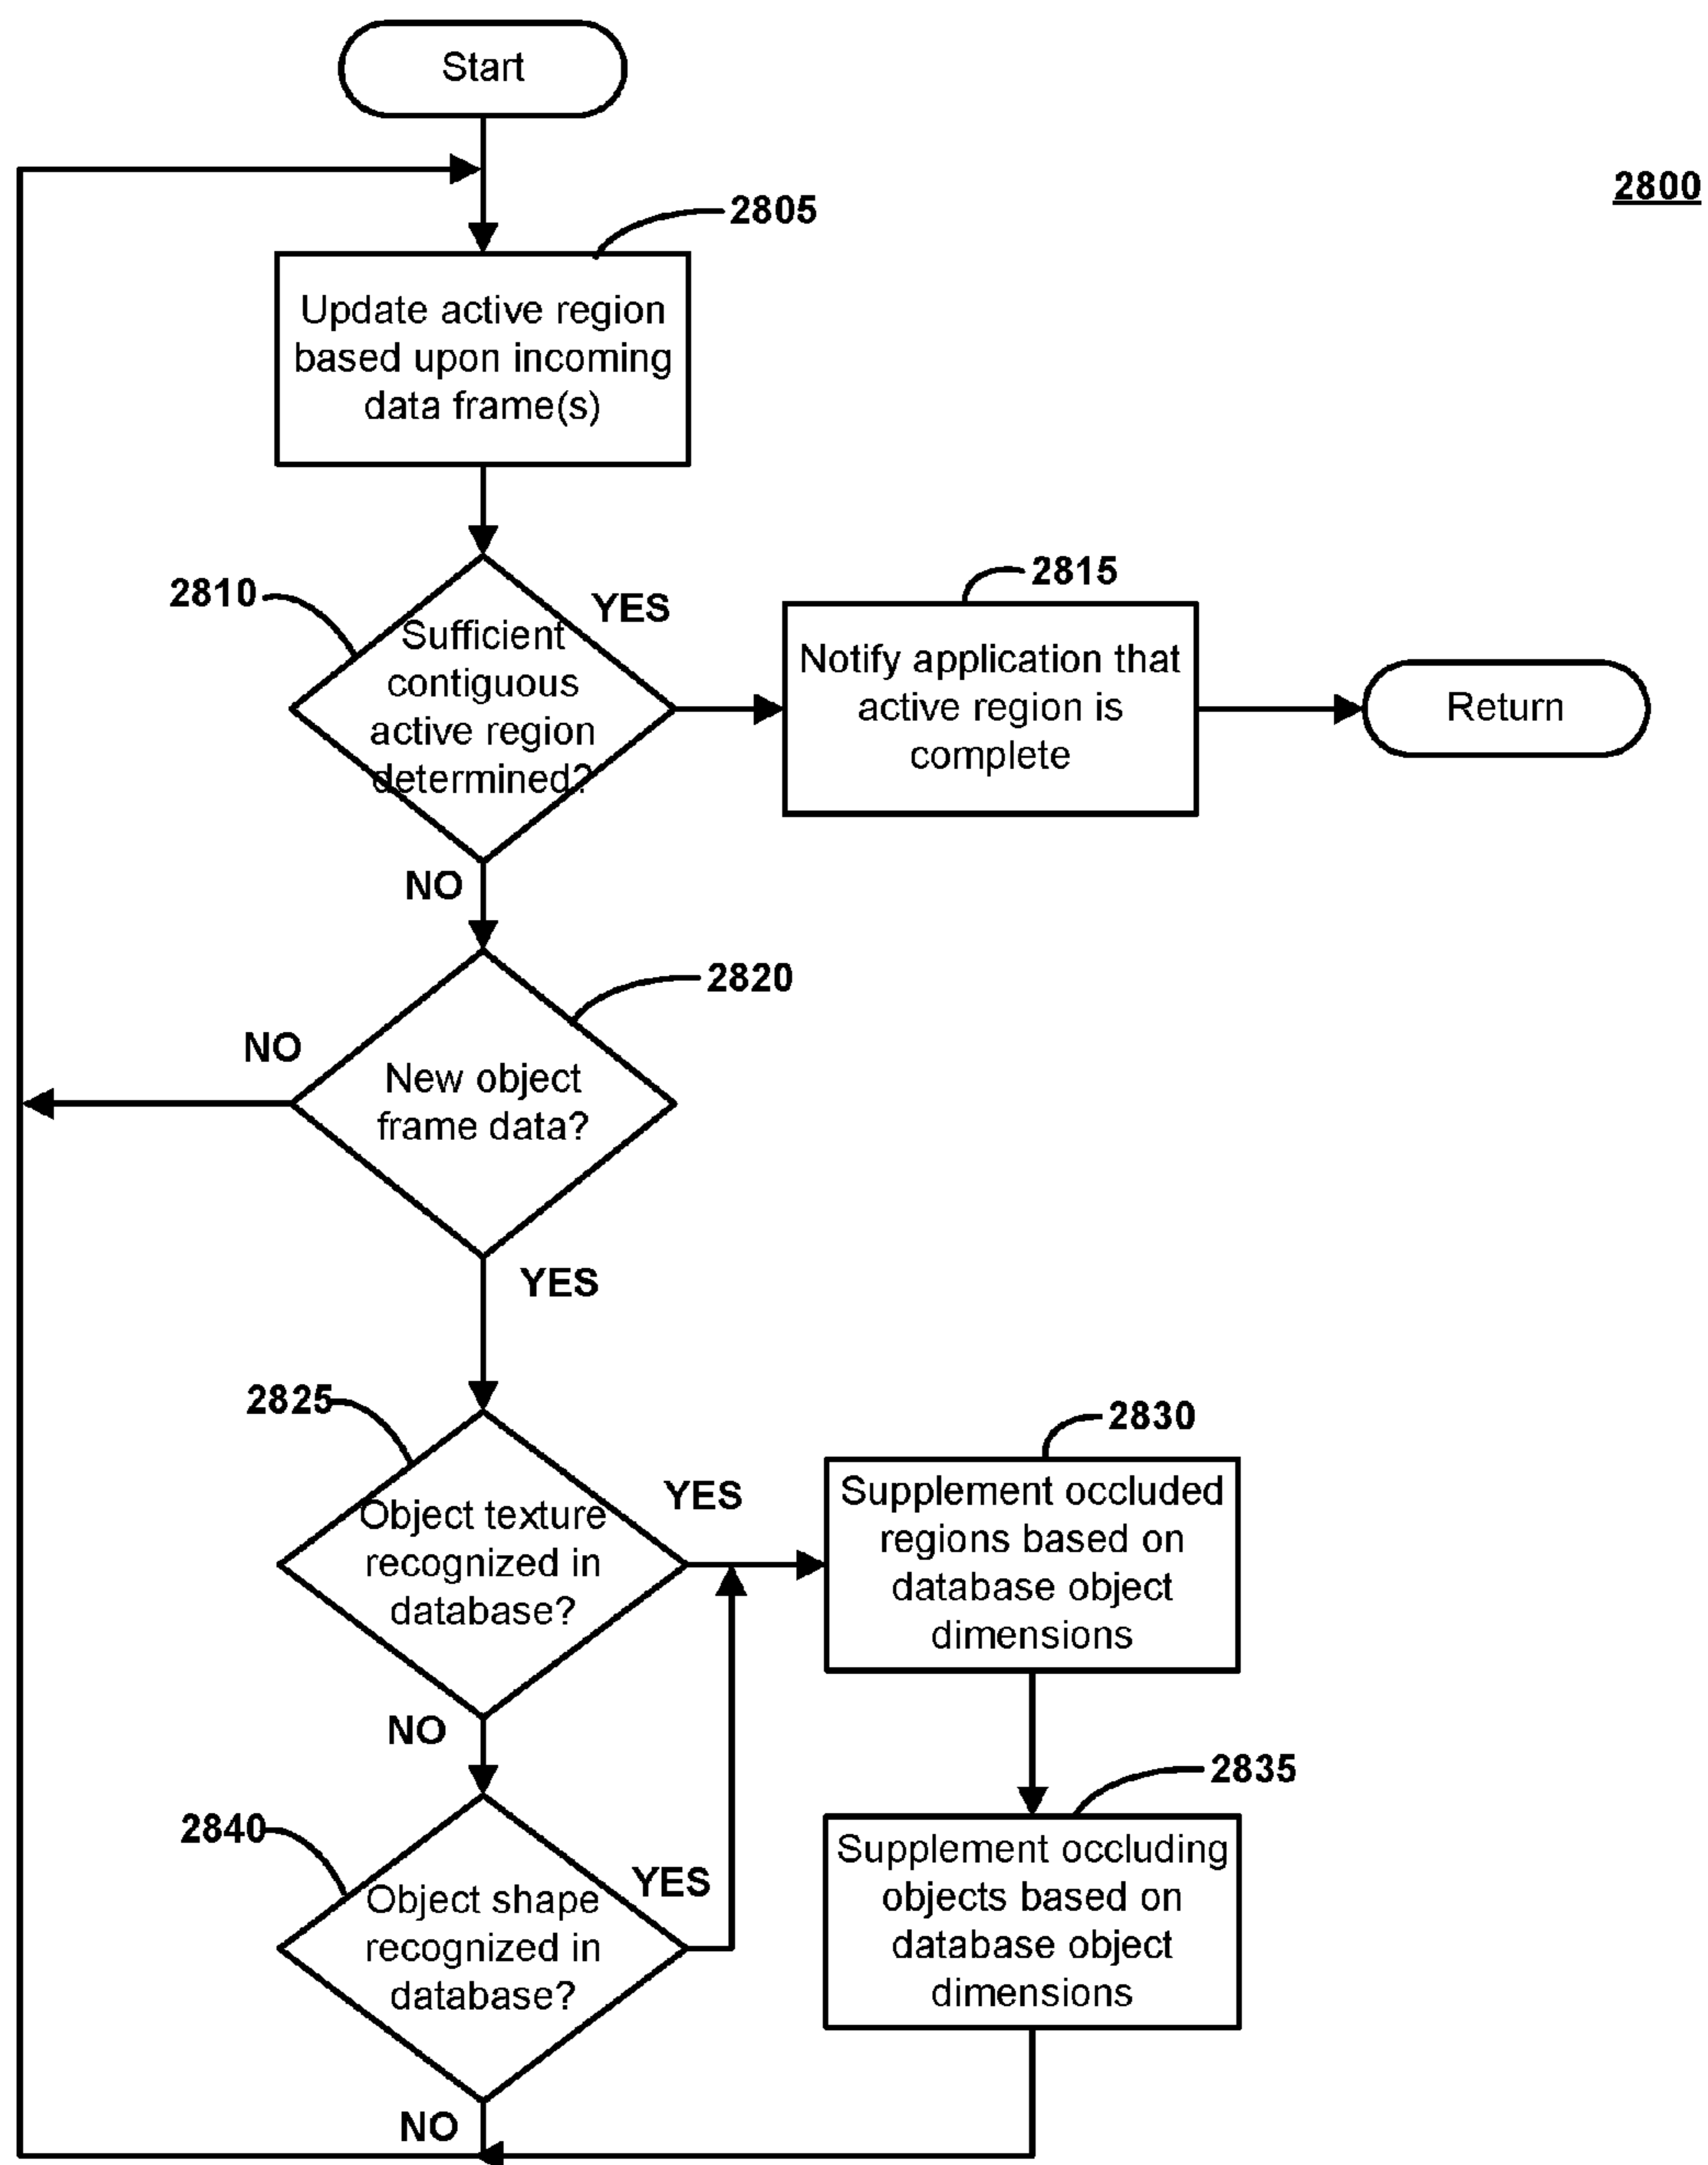 Start
2800
2805
Update active region
based upon incoming
data frame(s)
2810
YES
Sufficient
contiguous
active region
determined?
2815
Notify application that
active region is
complete
Return
NO
2820
NO
New object
frame data?
YES
2825
YES
Object texture
recognized in
database?
2830
Supplement occluded
regions based on
database object
dimensions
NO
2835
2840
YES
Object shape
recognized in
database?
Supplement occluding
objects based on
database object
dimensions
NO